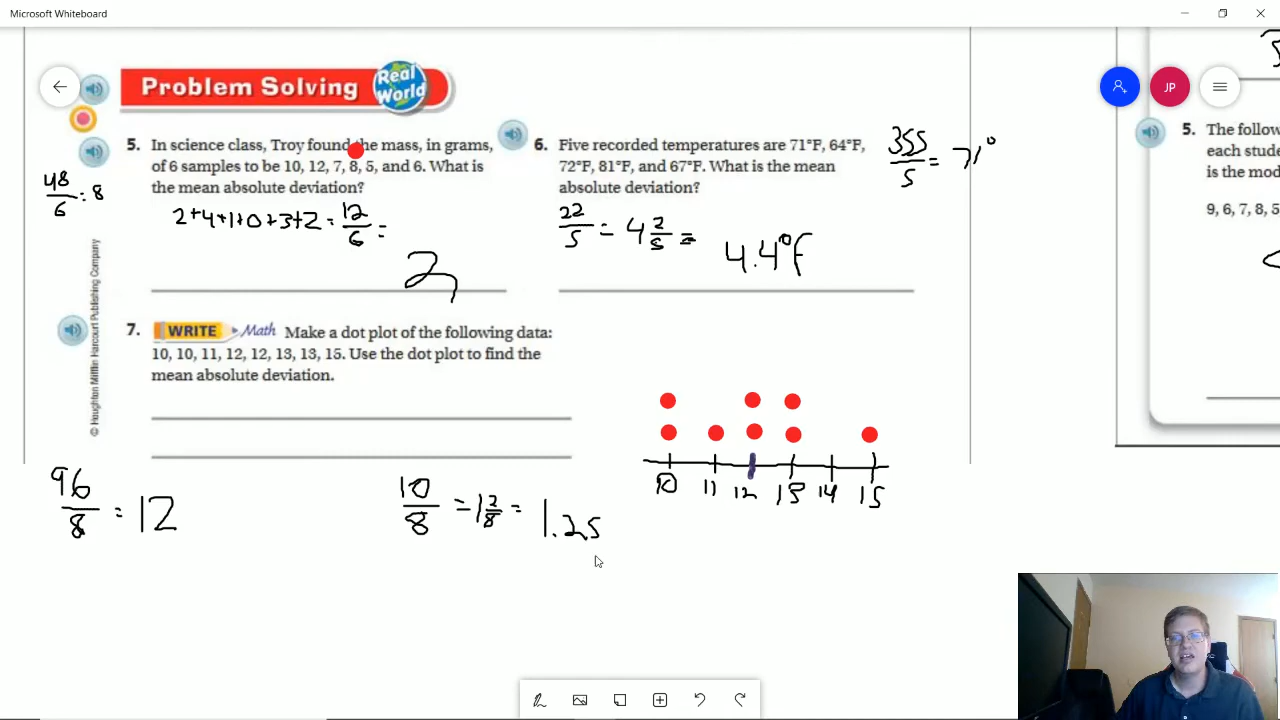 Microsoft Whiteboard
Problem Solving
Real World
JP
5. In science class, Troy found the mass, in grams,
of 6 samples to be 10, 12, 7, 8, 5, and 6. What is
the mean absolute deviation?
48/6 = 8
2+4+1+0+3+2 = 12/6 =
2
6. Five recorded temperatures are 71°F, 64°F,
72°F, 81°F, and 67°F. What is the mean
absolute deviation?
355/5 = 71°
22/5 = 4 2/5 = 4.4°F
5. The follow
each stude
is the mod
9, 6, 7, 8, 5
© Houghton Mifflin Harcourt Publishing Company
7. WRITE Math Make a dot plot of the following data:
10, 10, 11, 12, 12, 13, 13, 15. Use the dot plot to find the
mean absolute deviation.
10 11 12 13 14 15
96/8 = 12
10/8 = 1 2/8 = 1.25